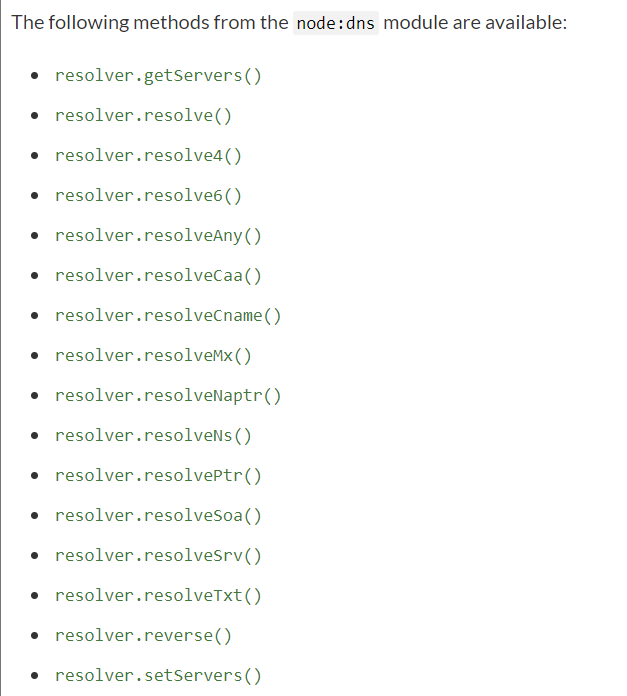 The following methods from the node:dns module are available:
resolver.getServers()
resolver.resolve()
resolver.resolve4()
resolver.resolve6()
resolver.resolveAny()
resolver.resolveCaa()
resolver.resolveCname()
resolver.resolveMx()
resolver.resolveNaptr()
resolver.resolveNs()
resolver.resolvePtr()
resolver.resolveSoa()
resolver.resolveSrv()
resolver.resolveTxt()
resolver.reverse()
resolver.setServers()